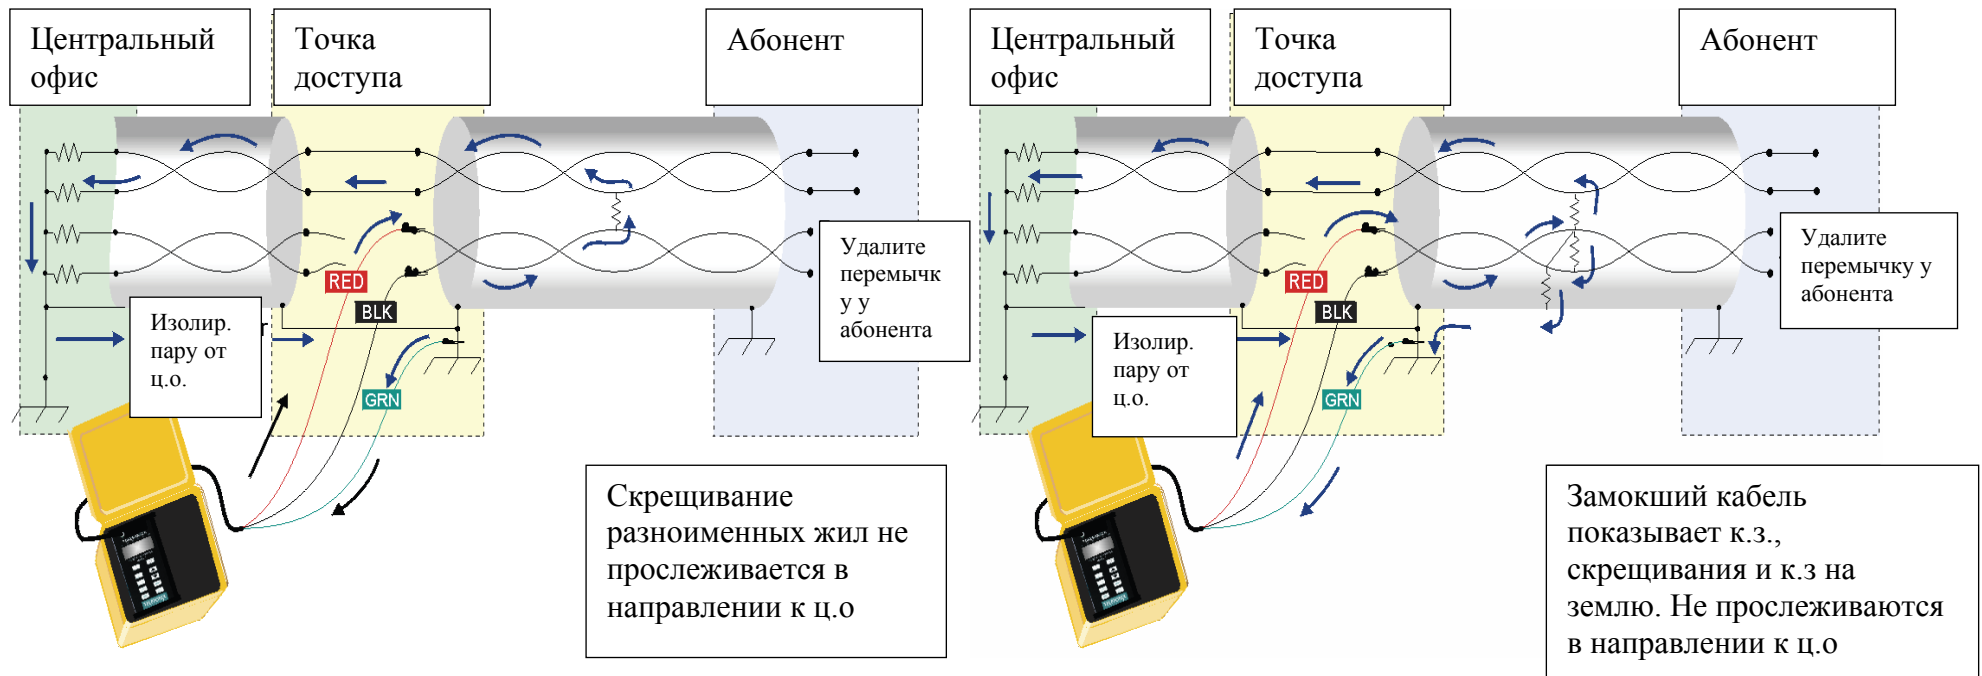 Центральный
офис
Точка
доступа
Абонент
Удалите
перемычк
у у
абонента
RED
BLK
Изолир.
пару от
ц.о.
r
GRN
Скрещивание
разноименных жил не
прослеживается в
направлении к ц.о
Центральный
офис
Точка
доступа
Абонент
Удалите
перемычку у
абонента
RED
BLK
Изолир.
пару от
ц.о.
GRN
Замокший кабель
показывает к.з.,
скрещивания и к.з на
землю. Не прослеживаются
в направлении к ц.о